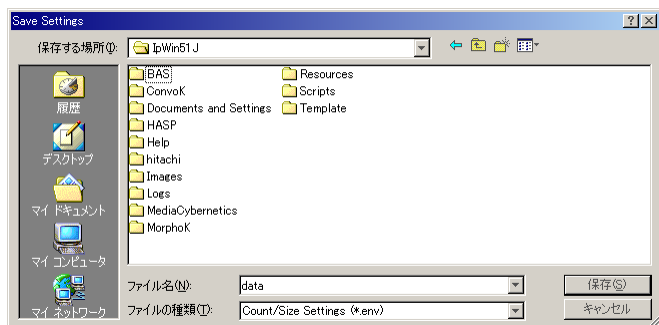 Save Settings
保存する場所(I):
IpWin51J
履歴
デスクトップ
マイ ドキュメント
マイ コンピュータ
マイ ネットワーク
BAS
ConvoK
Documents and Settings
HASP
Help
hitachi
Images
Logs
MediaCybernetics
MorphoK
Resources
Scripts
Template
ファイル名(N):
data
保存(S)
ファイルの種類(T):
Count/Size Settings (*.env)
キャンセル